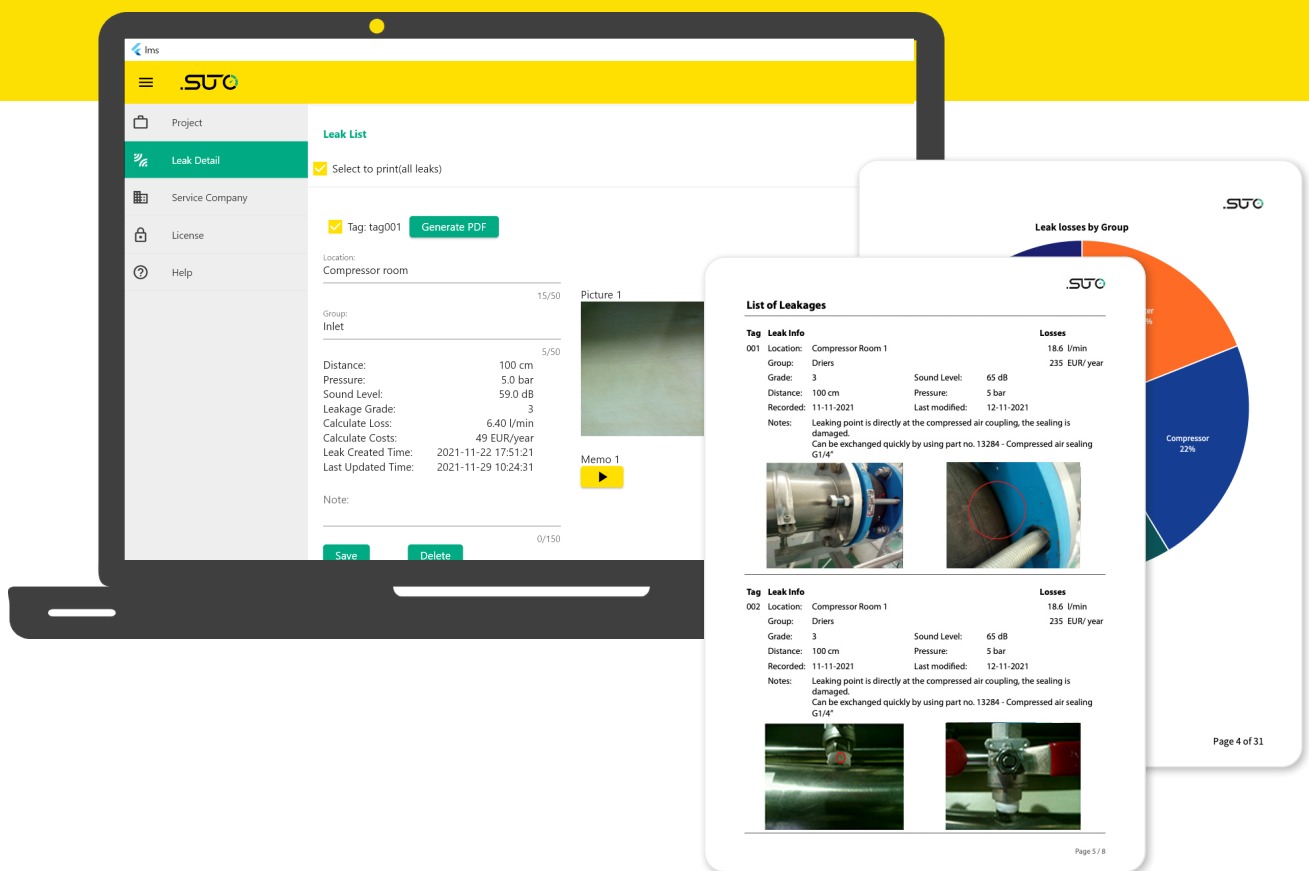 lms
.SUTO
Project
Leak Detail
Service Company
License
Help
Leak List
Select to print(all leaks)
Tag: tag001 Generate PDF
Location:
Compressor room
15/50
Group:
Inlet
5/50
Distance: 100 cm
Pressure: 5.0 bar
Sound Level: 59.0 dB
Leakage Grade: 3
Calculate Loss: 6.40 l/min
Calculate Costs: 49 EUR/year
Leak Created Time: 2021-11-22 17:51:21
Last Updated Time: 2021-11-29 10:24:31
Note:
0/150
Save Delete
Picture 1
Memo 1
.SUTO
List of Leakages
Tag Leak Info Losses
001 Location: Compressor Room 1 18.6 l/min
Group: Driers 235 EUR/ year
Grade: 3 Sound Level: 65 dB
Distance: 100 cm Pressure: 5 bar
Recorded: 11-11-2021 Last modified: 12-11-2021
Notes: Leaking point is directly at the compressed air coupling, the sealing is
damaged.
Can be exchanged quickly by using part no. 13284 - Compressed air sealing
G1/4"
Tag Leak Info Losses
002 Location: Compressor Room 1 18.6 l/min
Group: Driers 235 EUR/ year
Grade: 3 Sound Level: 65 dB
Distance: 100 cm Pressure: 5 bar
Recorded: 11-11-2021 Last modified: 12-11-2021
Notes: Leaking point is directly at the compressed air coupling, the sealing is
damaged.
Can be exchanged quickly by using part no. 13284 - Compressed air sealing
G1/4"
Page 5 / 8
.SUTO
Leak losses by Group
Compressor
22%
Page 4 of 31